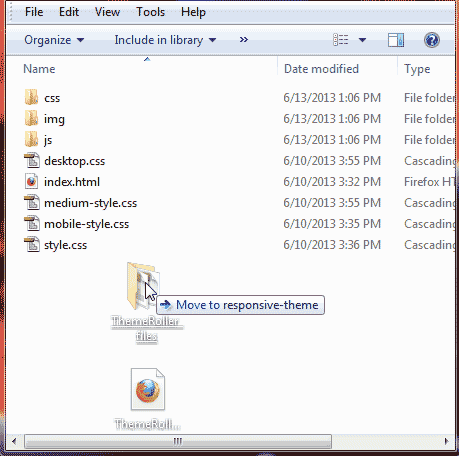 File Edit View Tools Help
Organize Include in library »
Name Date modified Type
css 6/13/2013 1:06 PM File folder
img 6/13/2013 1:06 PM File folder
js 6/13/2013 1:06 PM File folder
desktop.css 6/10/2013 3:55 PM Cascading
index.html 6/10/2013 3:32 PM Firefox HT
medium-style.css 6/10/2013 3:55 PM Cascading
mobile-style.css 6/10/2013 3:35 PM Cascading
style.css 6/10/2013 3:36 PM Cascading
Move to responsive-theme
ThemeRoller_
files
ThemeRoll...